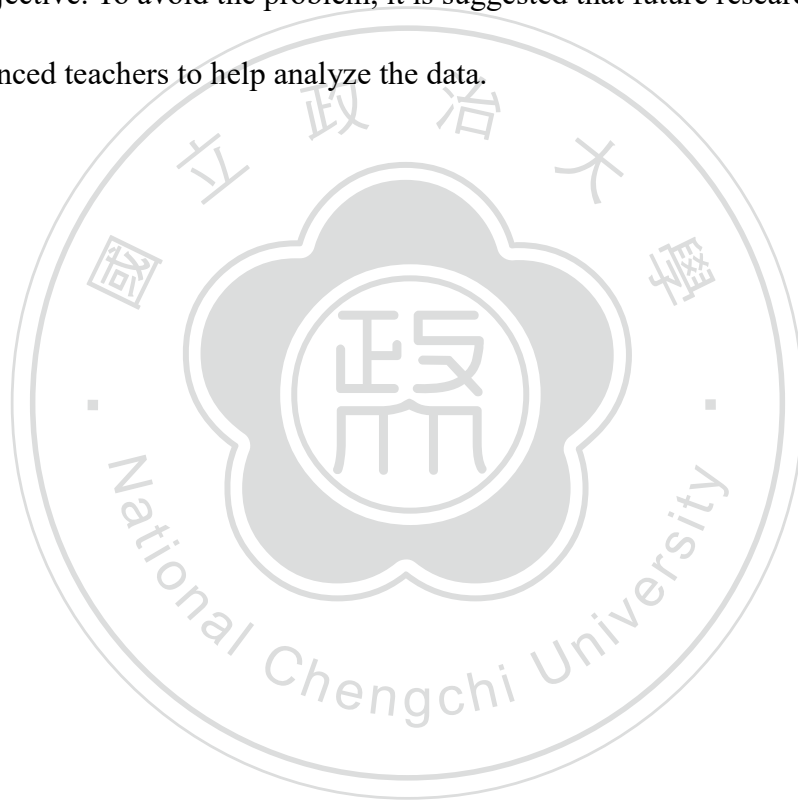 To avoid the problem, it is suggested that future
teachers to help analyze the data.
國立政治大學
政大
National Chengchi University